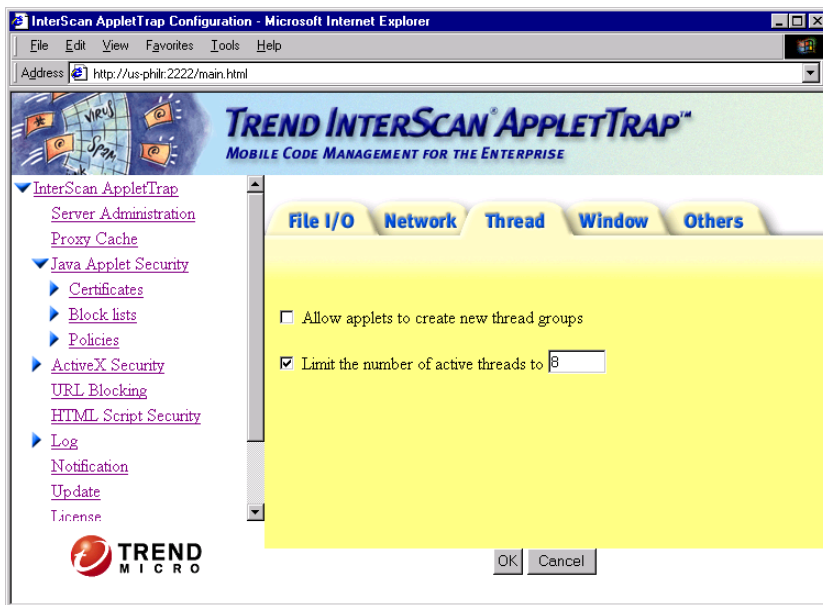 InterScan AppletTrap Configuration - Microsoft Internet Explorer
File Edit View Favorites Tools Help
Address http://us-philr:2222/main.html
VIRUS
SPAM
TREND INTERSCAN® APPLETTRAP™
MOBILE CODE MANAGEMENT FOR THE ENTERPRISE
InterScan AppletTrap
Server Administration
Proxy Cache
Java Applet Security
Certificates
Block lists
Policies
ActiveX Security
URL Blocking
HTML Script Security
Log
Notification
Update
License
TREND
MICRO
File I/O Network Thread Window Others
Allow applets to create new thread groups
Limit the number of active threads to 8
OK Cancel